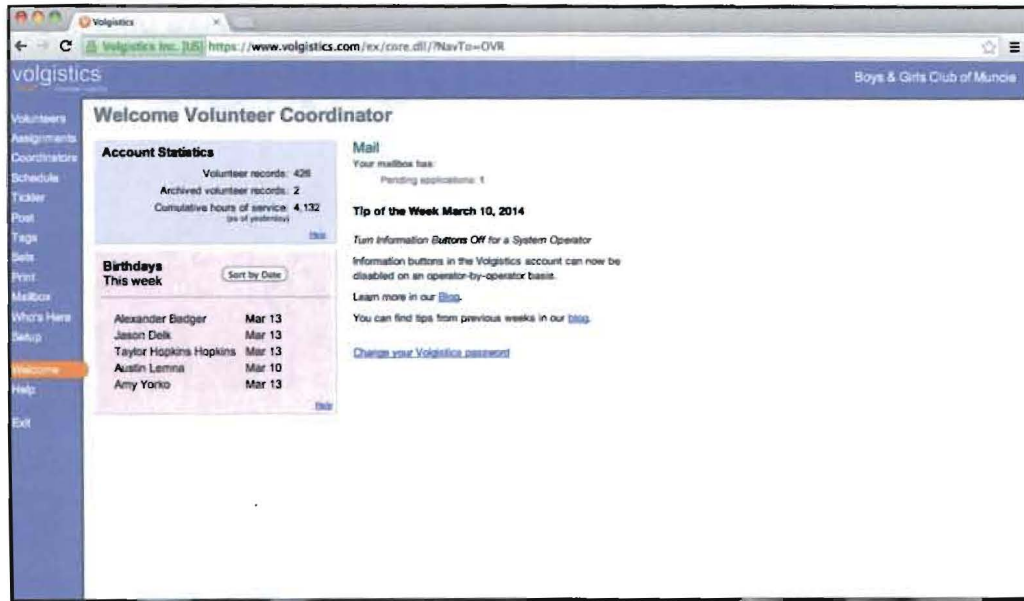 Volgistics
Volgistics Inc. [US] https://www.volgistics.com/ex/core.dll/?NavTo=OVR
volgistics
Boys & Girls Club of Muncie
Volunteers
Assignments
Coordinators
Schedule
Tickler
Post
Tags
Sets
Print
Mailbox
Who's Here
Setup
Welcome
Help
Exit
Welcome Volunteer Coordinator
Account Statistics
Volunteer records: 426
Archived volunteer records: 2
Cumulative hours of service: 4,132
(as of yesterday)
Help
Birthdays
This week
Sort by Date
Alexander Badger Mar 13
Jason Delk Mar 13
Taylor Hopkins Hopkins Mar 13
Austin Lemna Mar 10
Amy Yorko Mar 13
Help
Mail
Your mailbox has:
Pending applications: 1
Tip of the Week March 10, 2014
Turn Information Buttons Off for a System Operator
Information buttons in the Volgistics account can now be
disabled on an operator-by-operator basis.
Learn more in our Blog.
You can find tips from previous weeks in our blog.
Change your Volgistics password